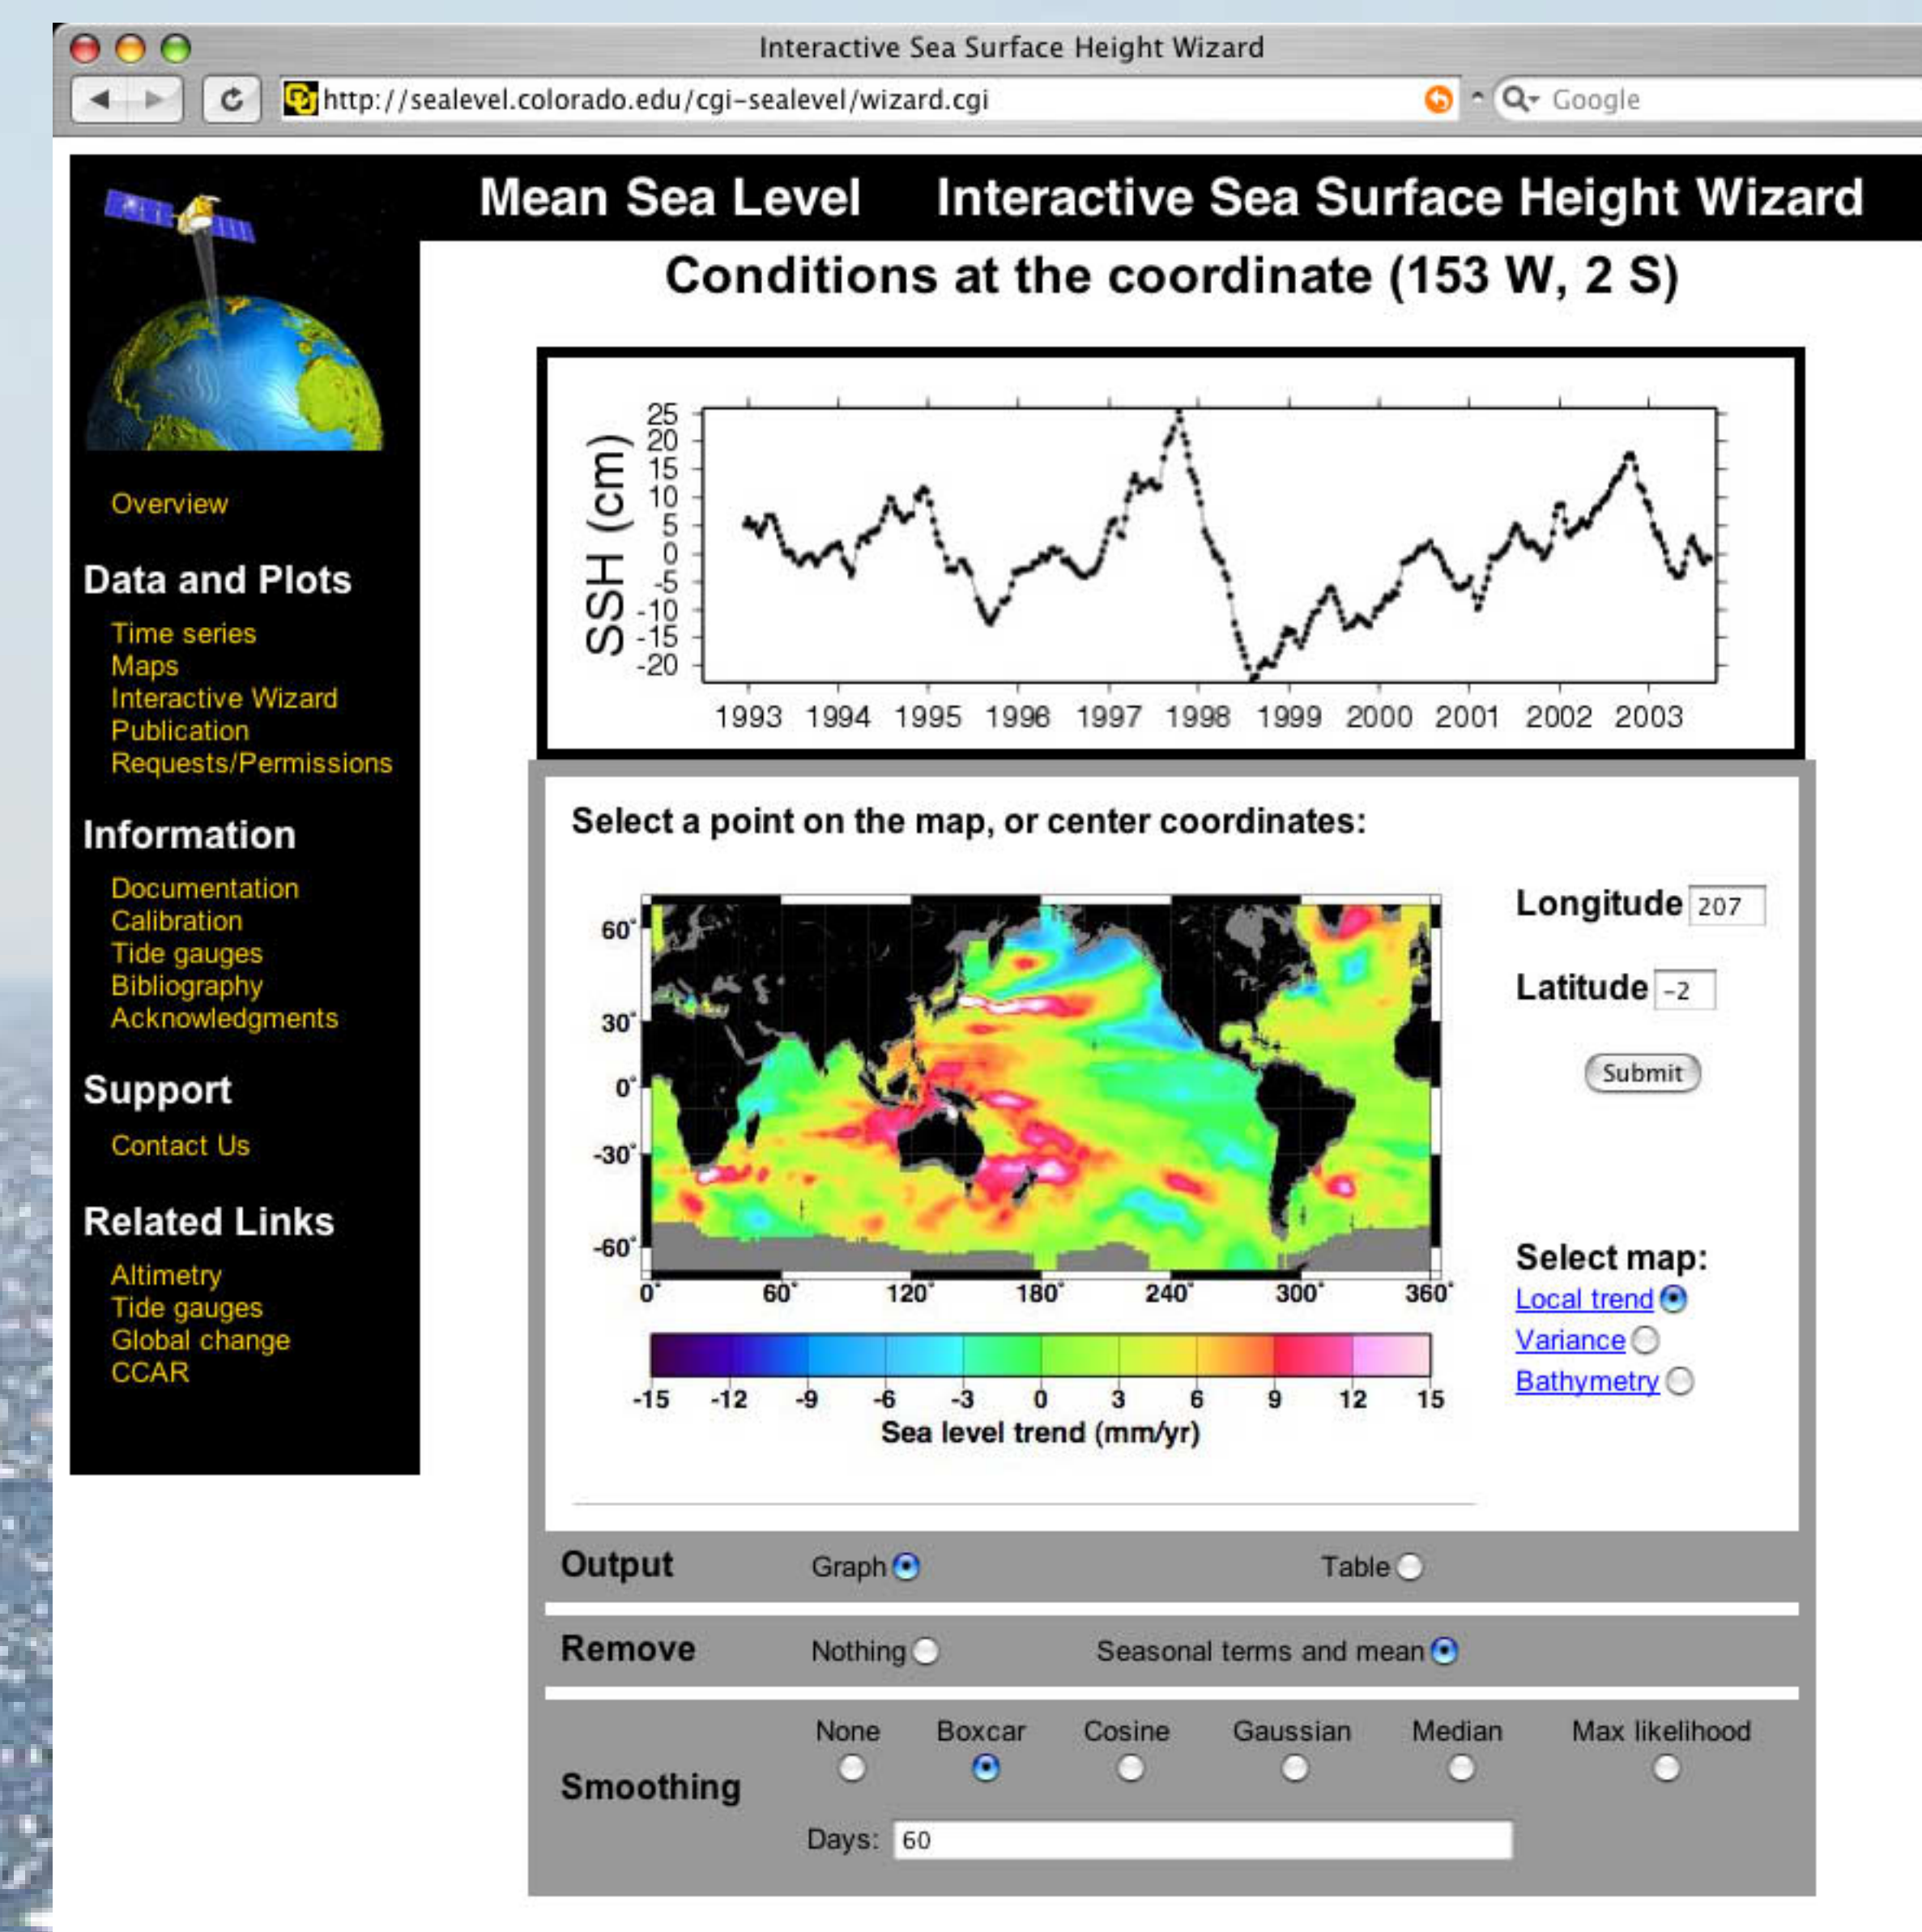 Interactive Sea Surface Height Wizard
http://sealevel.colorado.edu/cgi-sealevel/wizard.cgi
Google
Mean Sea Level Interactive Sea Surface Height Wizard
Conditions at the coordinate (153 W, 2 S)
Overview
Data and Plots
Time series
Maps
Interactive Wizard
Publication
Requests/Permissions
Information
Documentation
Calibration
Tide gauges
Bibliography
Acknowledgments
Support
Contact Us
Related Links
Altimetry
Tide gauges
Global change
CCAR
SSH (cm)
25
20
15
10
5
0
-5
-10
-15
-20
1993 1994 1995 1996 1997 1998 1999 2000 2001 2002 2003
Select a point on the map, or center coordinates:
60°
30°
0°
-30°
-60°
0° 60° 120° 180° 240° 300° 360°
-15 -12 -9 -6 -3 0 3 6 9 12 15
Sea level trend (mm/yr)
Longitude 207
Latitude -2
Submit
Select map:
Local trend
Variance
Bathymetry
Output Graph Table
Remove Nothing Seasonal terms and mean
None Boxcar Cosine Gaussian Median Max likelihood
Smoothing
Days: 60